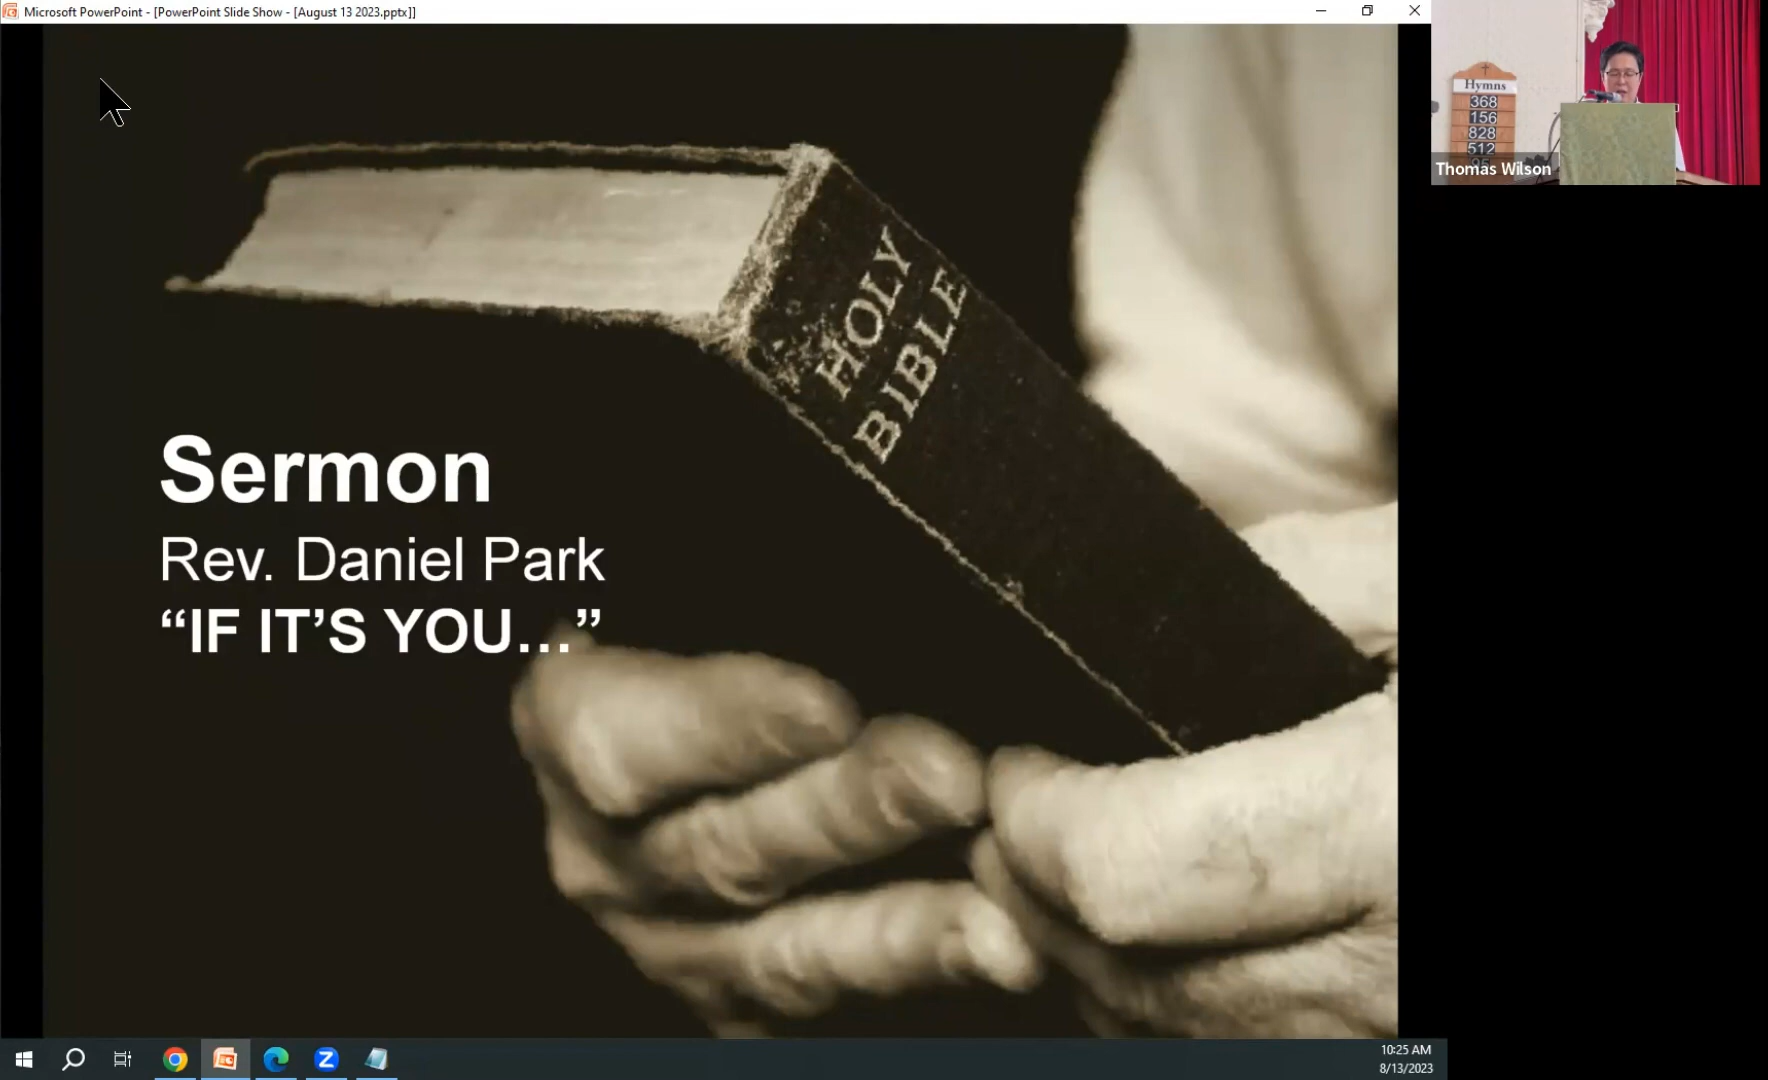 Microsoft PowerPoint - [PowerPoint Slide Show - [August 13 2023.pptx]]
Hymns
368
156
828
512
95
Thomas Wilson
HOLY
BIBLE
Sermon
Rev. Daniel Park
“IF IT’S YOU...”
10:25 AM
8/13/2023